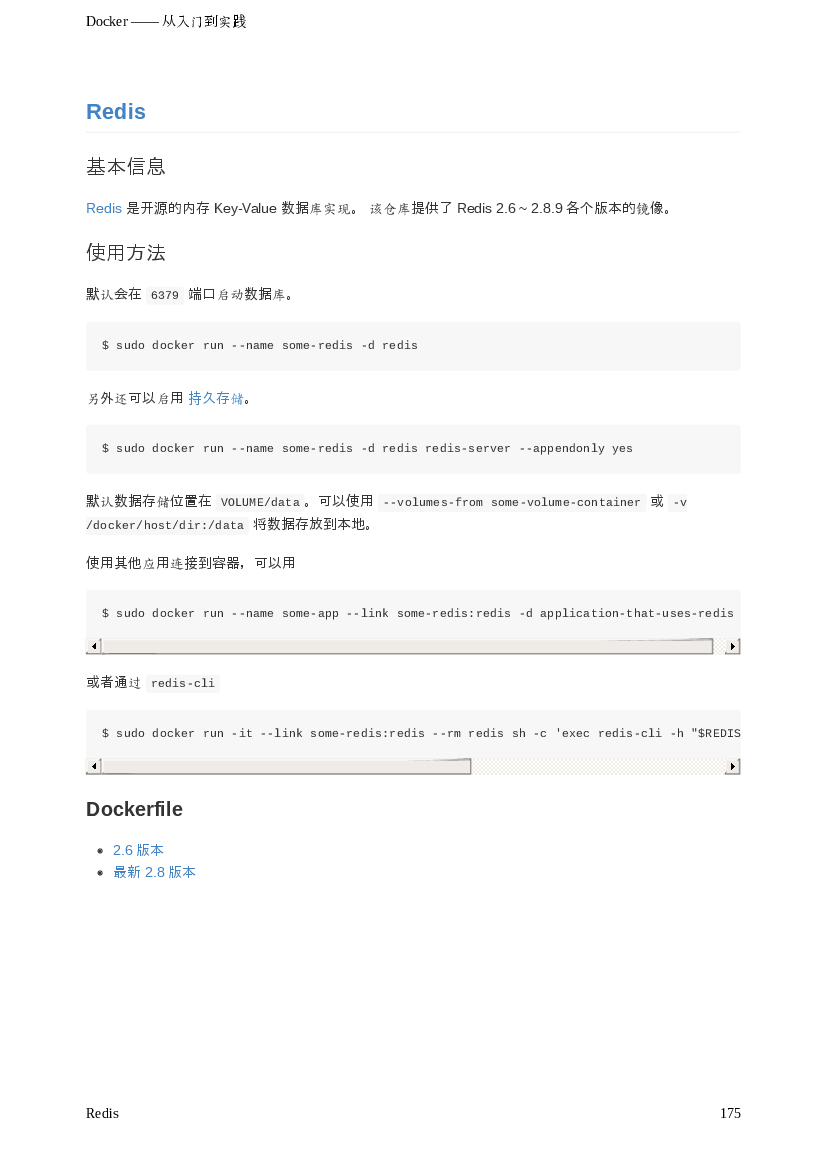 Docker —— 从入门到实践
Redis
基本信息
Redis 是开源的内存 Key-Value 数据库实现。 该仓库提供了 Redis 2.6 ~ 2.8.9 各个版本的镜像。
使用方法
默认会在 6379 端口启动数据库。
$ sudo docker run --name some-redis -d redis
另外还可以启用 持久存储。
$ sudo docker run --name some-redis -d redis redis-server --appendonly yes
默认数据存储位置在 VOLUME/data 。可以使用 --volumes-from some-volume-container 或 -v
/docker/host/dir:/data 将数据存放到本地。
使用其他应用连接到容器，可以用
$ sudo docker run --name some-app --link some-redis:redis -d application-that-uses-redis
或者通过 redis-cli
$ sudo docker run -it --link some-redis:redis --rm redis sh -c 'exec redis-cli -h "$REDIS
Dockerfile
2.6 版本
最新 2.8 版本
Redis
175